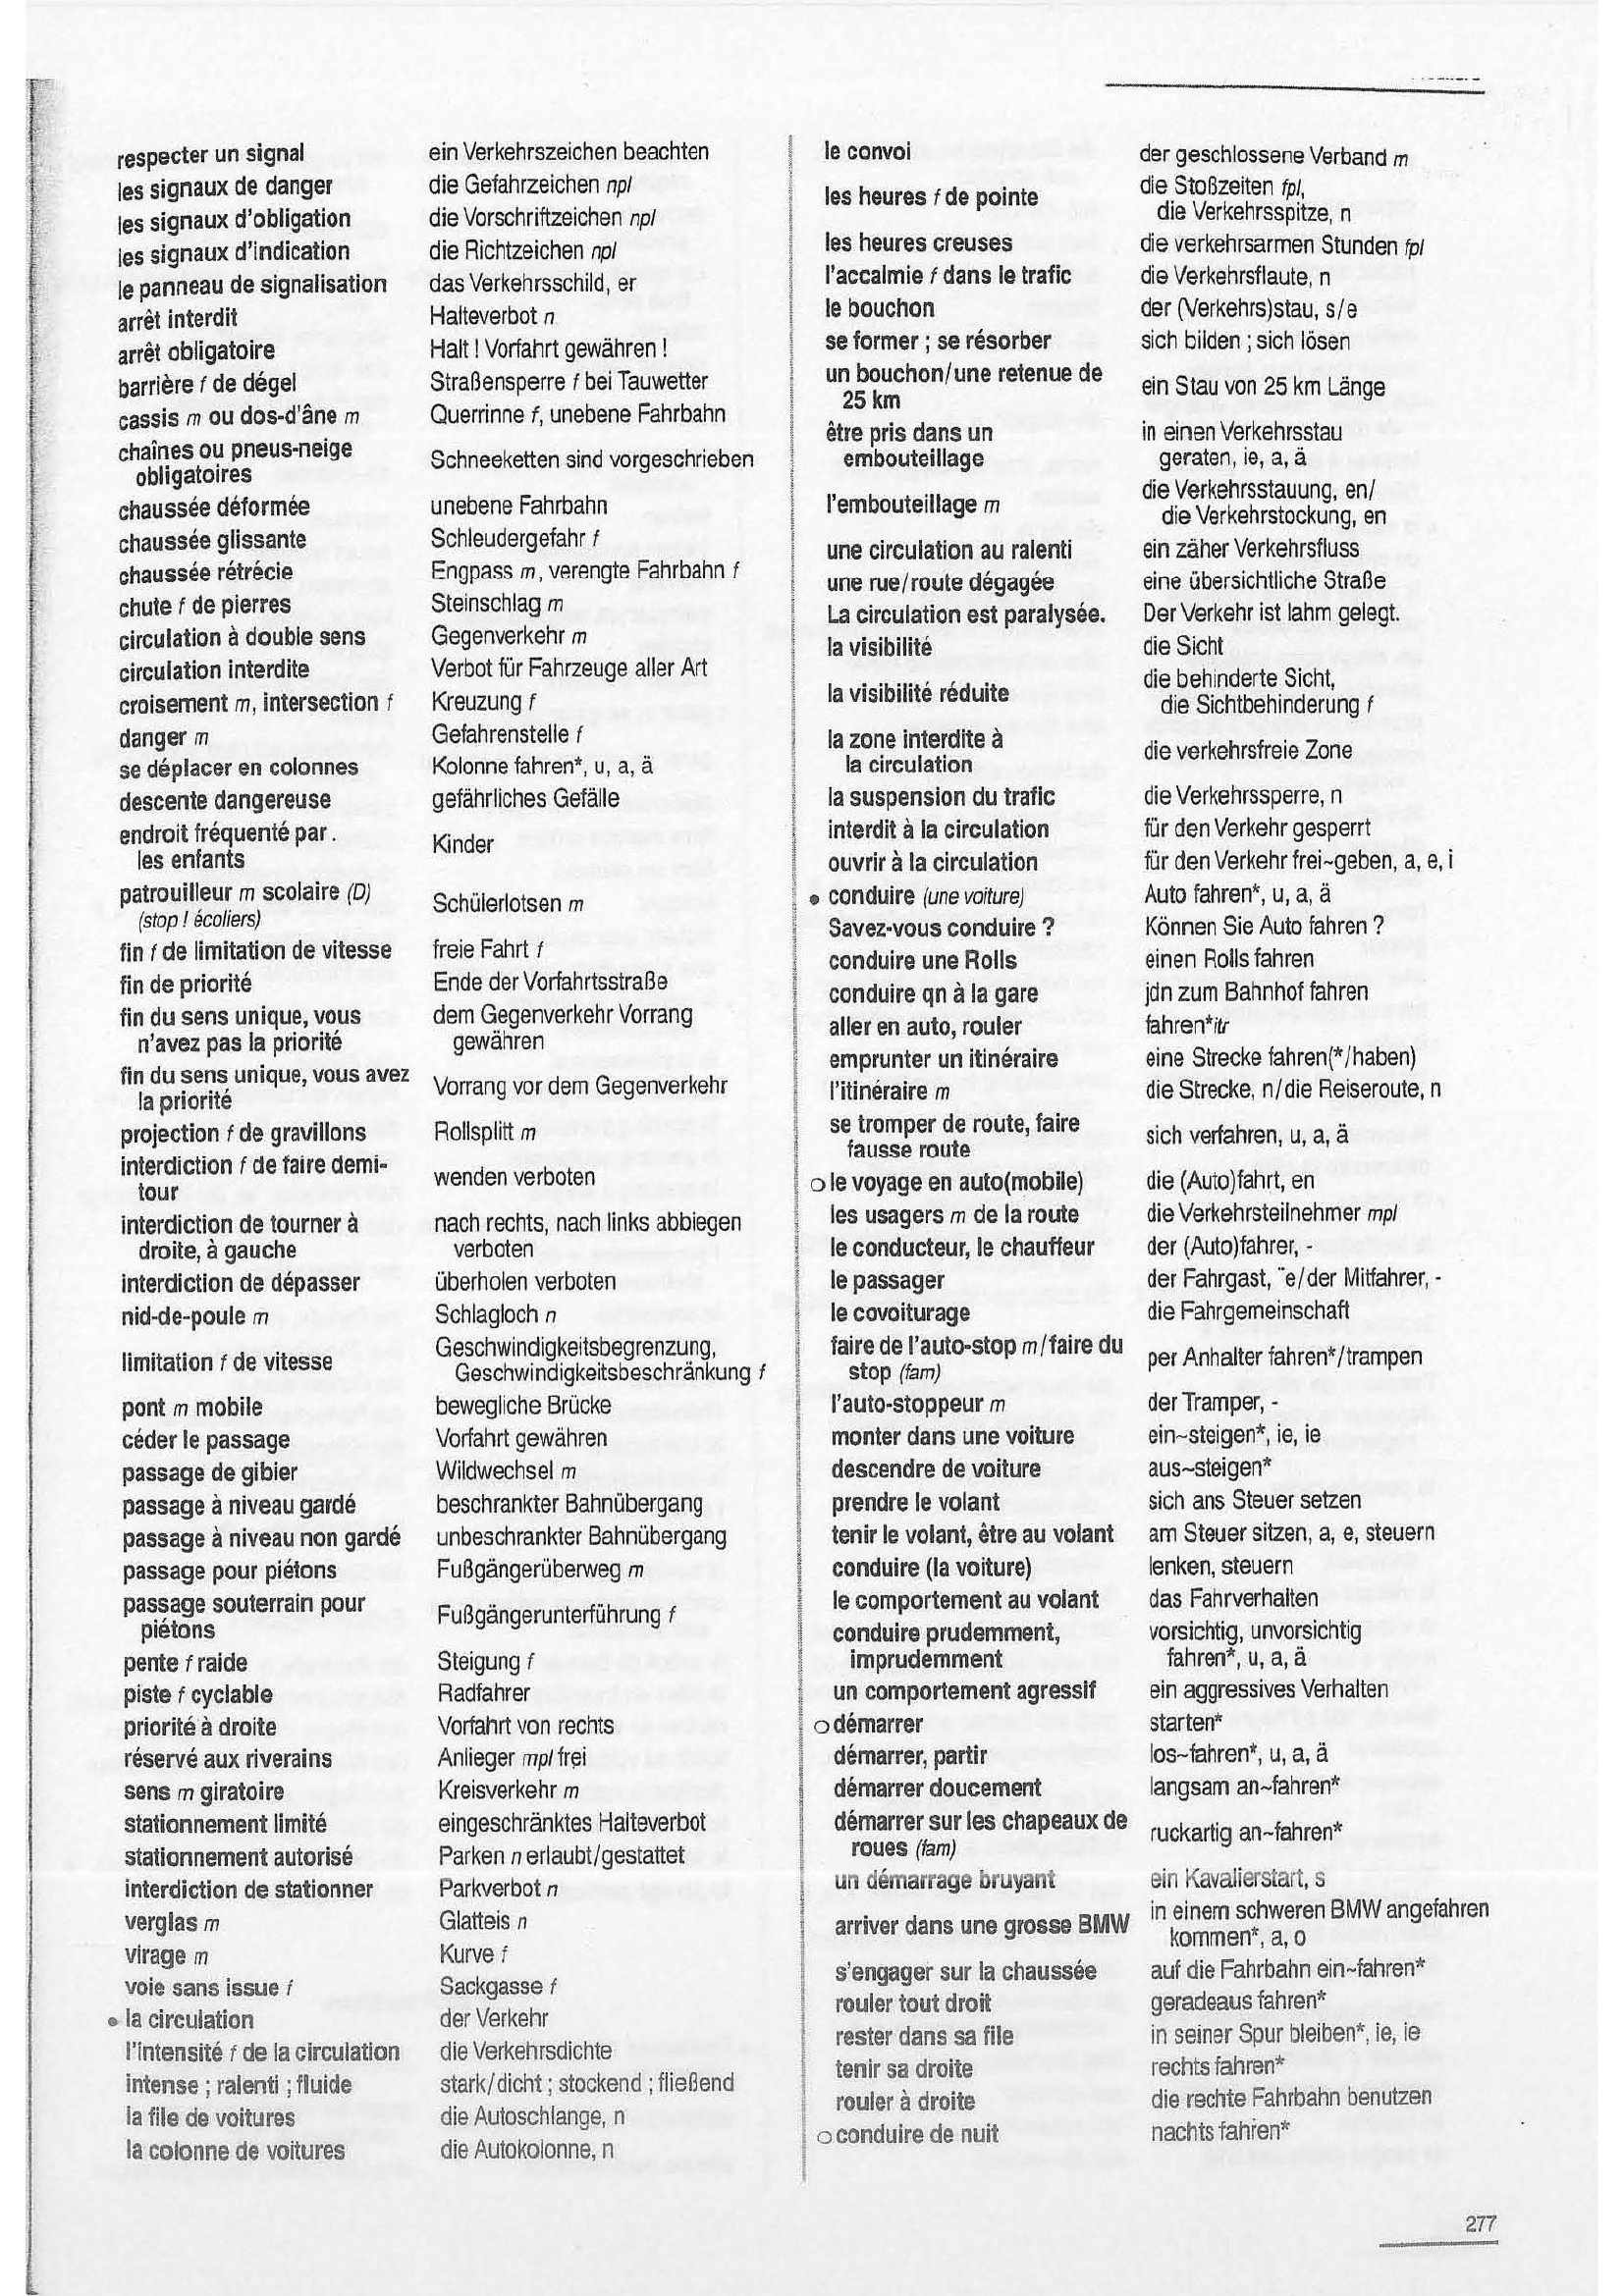 respecter un signal ein Verkehrszeichen beachten
les signaux de danger die Gefahrzeichen npl
les signaux d'obligation die Vorschriftzeichen npl
les signaux d'indication die Richtzeichen npl
le panneau de signalisation das Verkehrsschild, er
arrêt interdit Halteverbot n
arrêt obligatoire Halt ! Vorfahrt gewähren !
barrière f de dégel Straßensperre f bei Tauwetter
cassis m ou dos-d'âne m Querrinne f, unebene Fahrbahn
chaînes ou pneus-neige
obligatoires Schneeketten sind vorgeschrieben
chaussée déformée unebene Fahrbahn
chaussée glissante Schleudergefahr f
chaussée rétrécie Engpass m, verengte Fahrbahn f
chute f de pierres Steinschlag m
circulation à double sens Gegenverkehr m
circulation interdite Verbot für Fahrzeuge aller Art
croisement m, intersection f Kreuzung f
danger m Gefahrenstelle f
se déplacer en colonnes Kolonne fahren*, u, a, ä
descente dangereuse gefährliches Gefälle
endroit fréquenté par .
les enfants Kinder
patrouilleur m scolaire (D)
(stop ! écoliers) Schülerlotsen m
fin f de limitation de vitesse freie Fahrt f
fin de priorité Ende der Vorfahrtsstraße
fin du sens unique, vous dem Gegenverkehr Vorrang
n'avez pas la priorité gewähren
fin du sens unique, vous avez
la priorité Vorrang vor dem Gegenverkehr
projection f de gravillons Rollsplitt m
interdiction f de faire demi-
tour wenden verboten
interdiction de tourner à nach rechts, nach links abbiegen
droite, à gauche verboten
interdiction de dépasser überholen verboten
nid-de-poule m Schlagloch n
limitation f de vitesse Geschwindigkeitsbegrenzung,
Geschwindigkeitsbeschränkung f
pont m mobile bewegliche Brücke
céder le passage Vorfahrt gewähren
passage de gibier Wildwechsel m
passage à niveau gardé beschrankter Bahnübergang
passage à niveau non gardé unbeschrankter Bahnübergang
passage pour piétons Fußgängerüberweg m
passage souterrain pour
piétons Fußgängerunterführung f
pente f raide Steigung f
piste f cyclable Radfahrer
priorité à droite Vorfahrt von rechts
réservé aux riverains Anlieger mpl frei
sens m giratoire Kreisverkehr m
stationnement limité eingeschränktes Halteverbot
stationnement autorisé Parken n erlaubt/gestattet
interdiction de stationner Parkverbot n
verglas m Glatteis n
virage m Kurve f
voie sans issue f Sackgasse f
• la circulation der Verkehr
l'intensité f de la circulation die Verkehrsdichte
intense ; ralenti ; fluide stark/dicht ; stockend ; fließend
la file de voitures die Autoschlange, n
la colonne de voitures die Autokolonne, n
le convoi der geschlossene Verband m
les heures f de pointe die Stoßzeiten fpl,
die Verkehrsspitze, n
les heures creuses die verkehrsarmen Stunden fpl
l'accalmie f dans le trafic die Verkehrsflaute, n
le bouchon der (Verkehrs)stau, s/e
se former ; se résorber sich bilden ; sich lösen
un bouchon/une retenue de
25 km ein Stau von 25 km Länge
être pris dans un in einen Verkehrsstau
embouteillage geraten, ie, a, ä
l'embouteillage m die Verkehrsstauung, en/
die Verkehrstockung, en
une circulation au ralenti ein zäher Verkehrsfluss
une rue/route dégagée eine übersichtliche Straße
La circulation est paralysée. Der Verkehr ist lahm gelegt.
la visibilité die Sicht
la visibilité réduite die behinderte Sicht,
die Sichtbehinderung f
la zone interdite à
la circulation die verkehrsfreie Zone
la suspension du trafic die Verkehrssperre, n
interdit à la circulation für den Verkehr gesperrt
ouvrir à la circulation für den Verkehr frei~geben, a, e, i
• conduire (une voiture) Auto fahren*, u, a, ä
Savez-vous conduire ? Können Sie Auto fahren ?
conduire une Rolls einen Rolls fahren
conduire qn à la gare jdn zum Bahnhof fahren
aller en auto, rouler fahren*itr
emprunter un itinéraire eine Strecke fahren(*/haben)
l'itinéraire m die Strecke, n/die Reiseroute, n
se tromper de route, faire
fausse route sich verfahren, u, a, ä
○ le voyage en auto(mobile) die (Auto)fahrt, en
les usagers m de la route die Verkehrsteilnehmer mpl
le conducteur, le chauffeur der (Auto)fahrer, -
le passager der Fahrgast, ¨e/der Mitfahrer, -
le covoiturage die Fahrgemeinschaft
faire de l'auto-stop m/faire du
stop (fam) per Anhalter fahren*/trampen
l'auto-stoppeur m der Tramper, -
monter dans une voiture ein~steigen*, ie, ie
descendre de voiture aus~steigen*
prendre le volant sich ans Steuer setzen
tenir le volant, être au volant am Steuer sitzen, a, e, steuern
conduire (la voiture) lenken, steuern
le comportement au volant das Fahrverhalten
conduire prudemment, vorsichtig, unvorsichtig
imprudemment fahren*, u, a, ä
un comportement agressif ein aggressives Verhalten
○ démarrer starten*
démarrer, partir los~fahren*, u, a, ä
démarrer doucement langsam an~fahren*
démarrer sur les chapeaux de
roues (fam) ruckartig an~fahren*
un démarrage bruyant ein Kavalierstart, s
arriver dans une grosse BMW in einem schweren BMW angefahren
kommen*, a, o
s'engager sur la chaussée auf die Fahrbahn ein~fahren*
rouler tout droit geradeaus fahren*
rester dans sa file in seiner Spur bleiben*, ie, ie
tenir sa droite rechts fahren*
rouler à droite die rechte Fahrbahn benutzen
○ conduire de nuit nachts fahren*
277